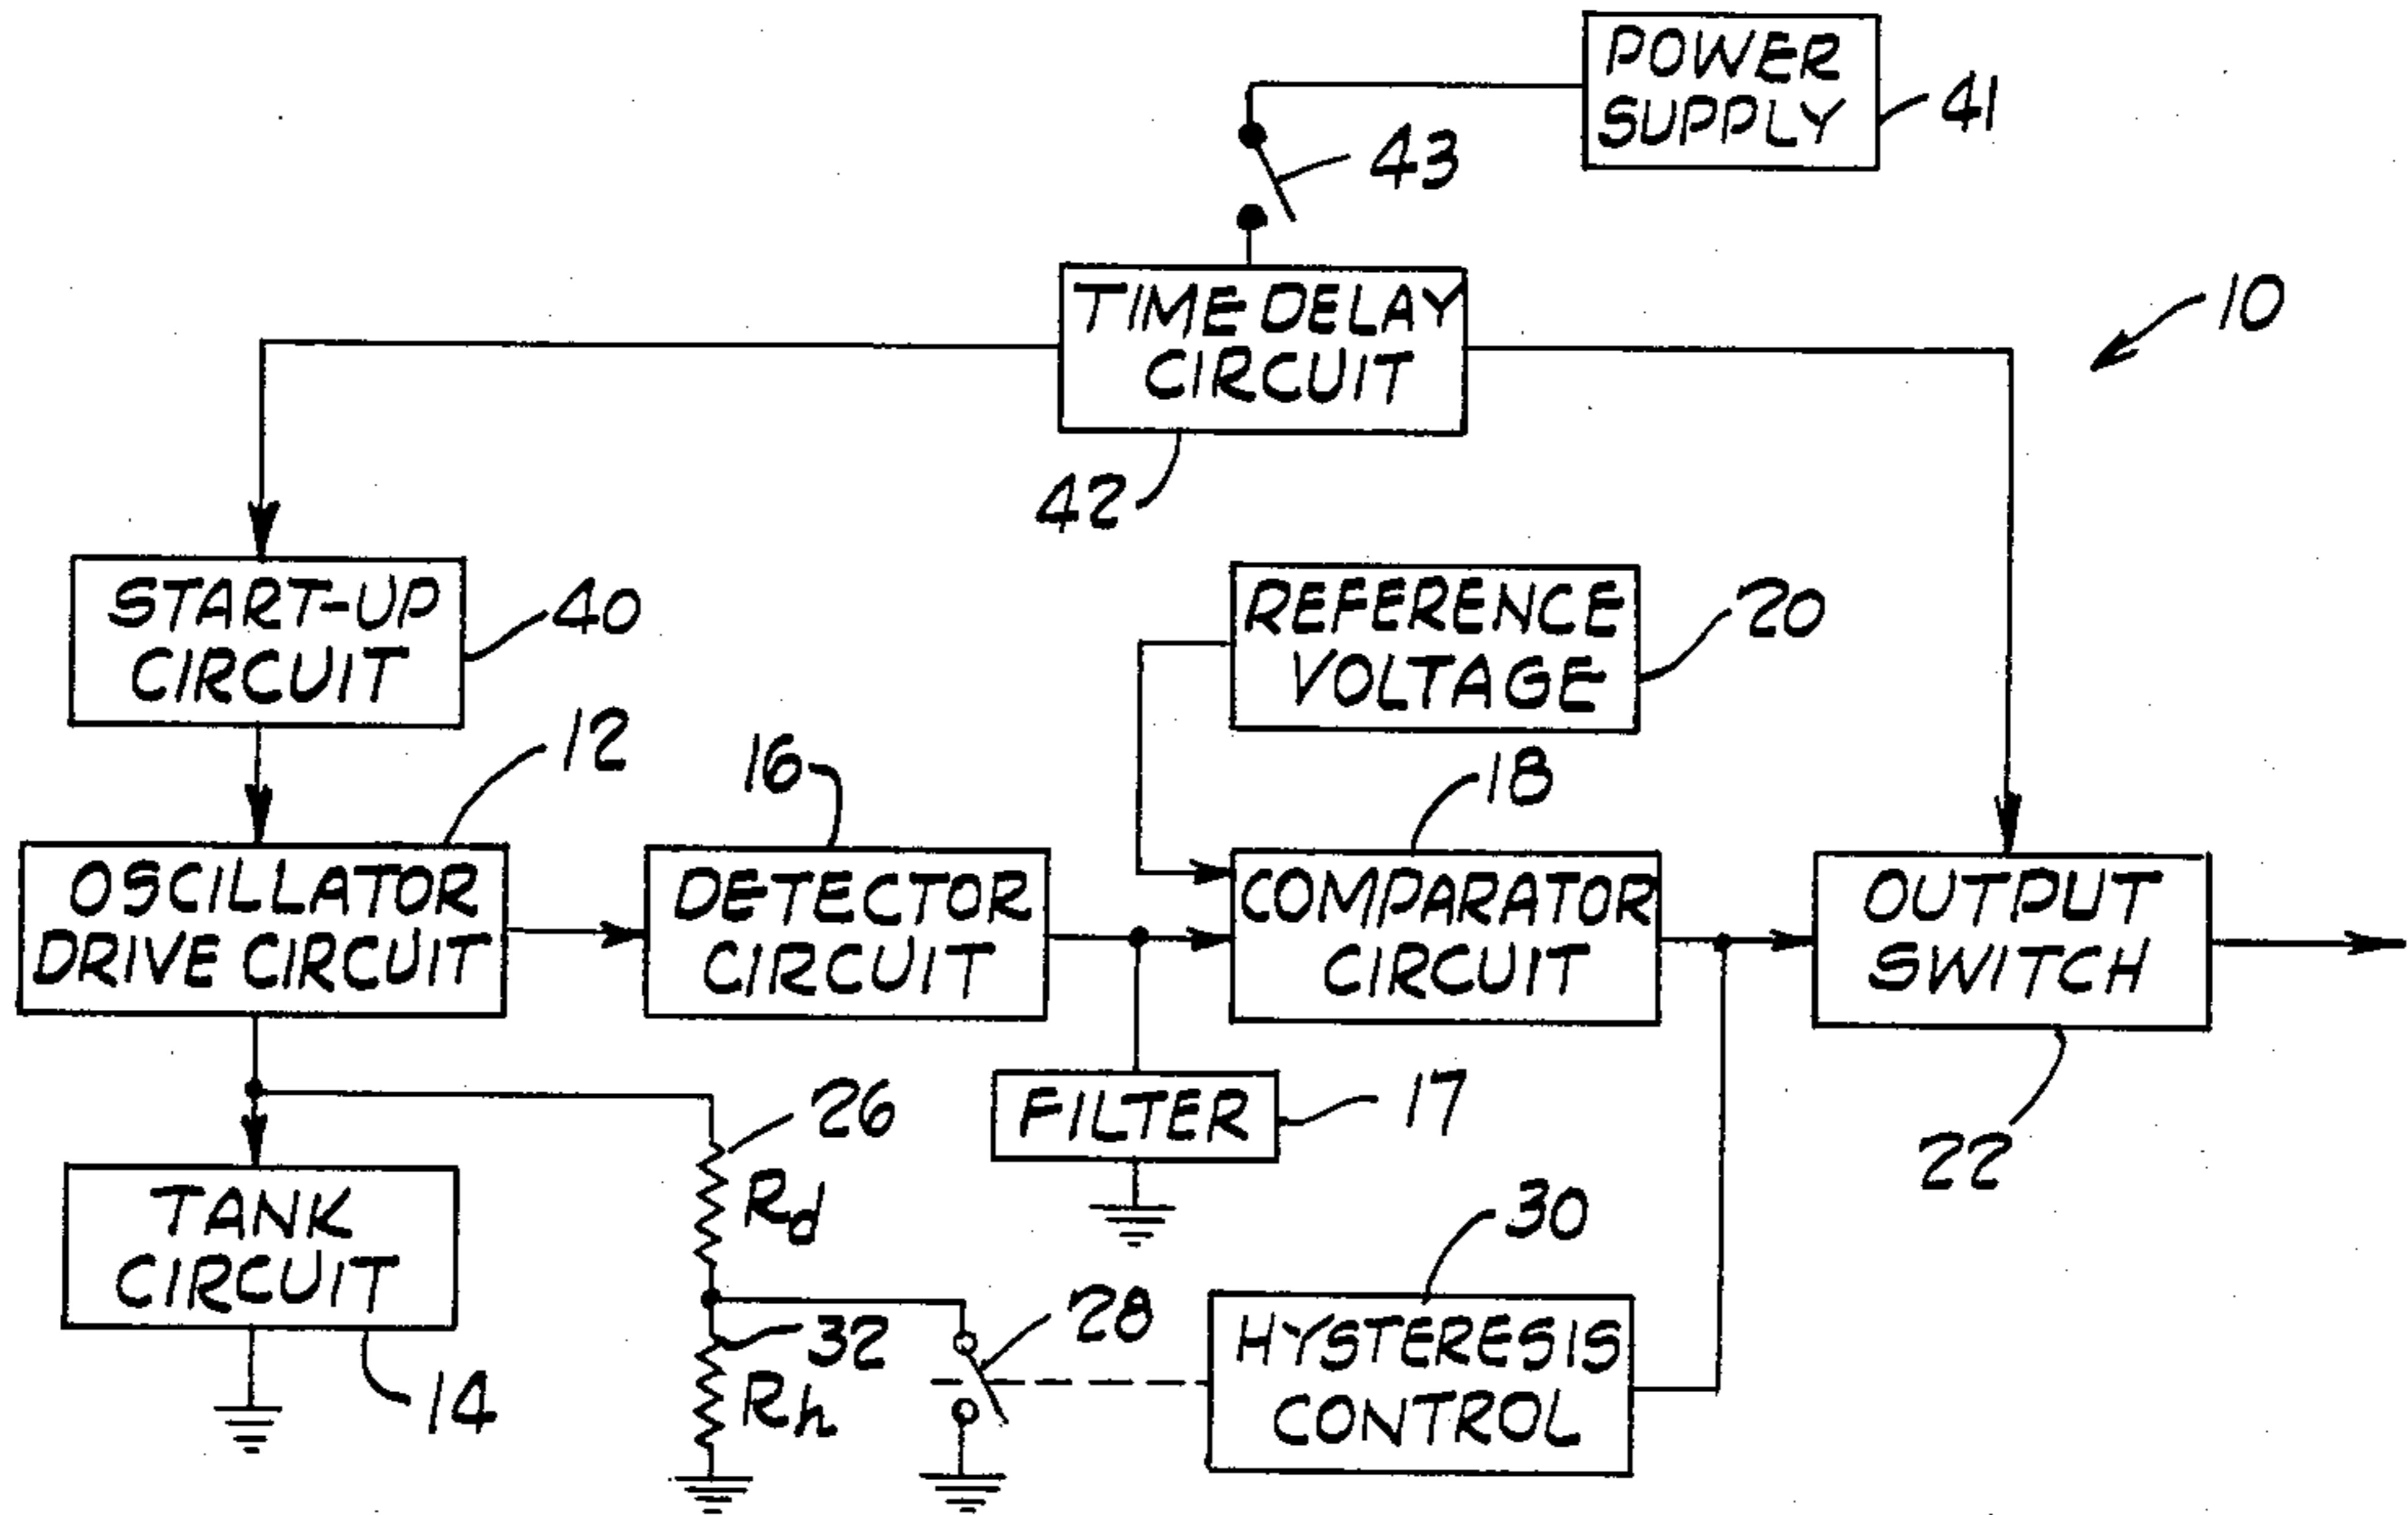 POWER
SUPPLY
41
43
TIME DELAY
CIRCUIT
10
42
START-UP
CIRCUIT
40
REFERENCE
VOLTAGE
20
12
16
18
OSCILLATOR
DRIVE CIRCUIT
DETECTOR
CIRCUIT
COMPARATOR
CIRCUIT
OUTPUT
SWITCH
26
FILTER
17
22
TANK
CIRCUIT
Rd
30
14
32
28
Rh
HYSTERESIS
CONTROL